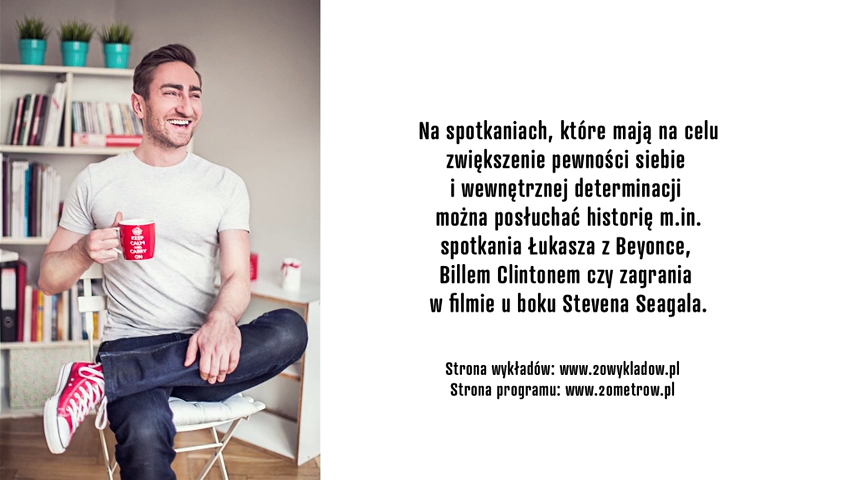 KEEP
CALM
AND
CARRY
ON
Na spotkaniach, które mają na celu
zwiększenie pewności siebie
i wewnętrznej determinacji
można posłuchać historię m.in.
spotkania Łukasza z Beyonce,
Billem Clintonem czy zagrania
w filmie u boku Stevena Seagala.
Strona wykładów: www.20wykladow.pl
Strona programu: www.20metrow.pl